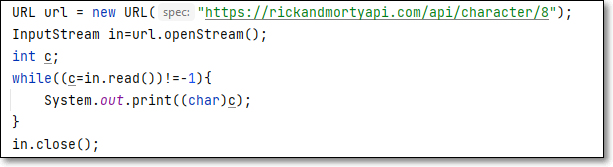 URL url = new URL( spec: "https://rickandmortyapi.com/api/character/8");
InputStream in=url.openStream();
int c;
while((c=in.read())!=-1){
    System.out.print((char)c);
}
in.close();